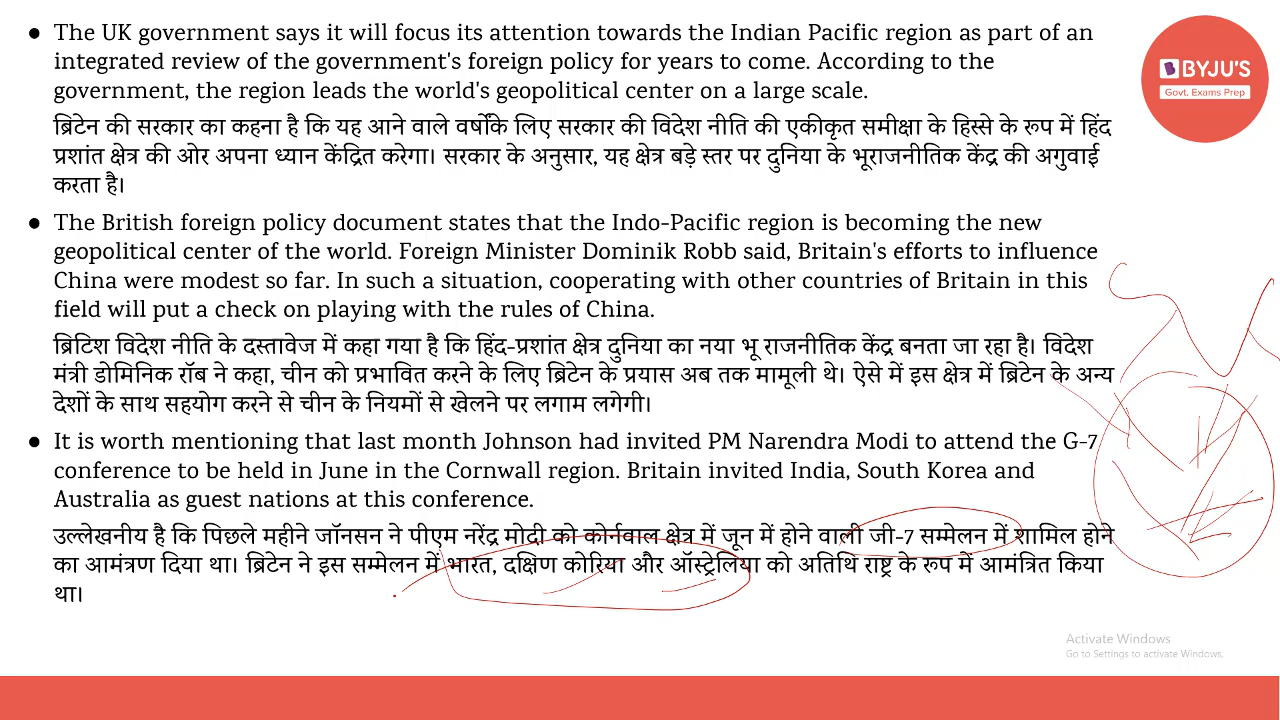 ● The UK government says it will focus its attention towards the Indian Pacific region as part of an
integrated review of the government's foreign policy for years to come. According to the
government, the region leads the world's geopolitical center on a large scale.
ब्रिटेन की सरकार का कहना है कि यह आने वाले वर्षोंके लिए सरकार की विदेश नीति की एकीकृत समीक्षा के हिस्से के रूप में हिंद
प्रशांत क्षेत्र की ओर अपना ध्यान केंद्रित करेगा। सरकार के अनुसार, यह क्षेत्र बड़े स्तर पर दुनिया के भूराजनीतिक केंद्र की अगुवाई
करता है।
● The British foreign policy document states that the Indo-Pacific region is becoming the new
geopolitical center of the world. Foreign Minister Dominik Robb said, Britain's efforts to influence
China were modest so far. In such a situation, cooperating with other countries of Britain in this
field will put a check on playing with the rules of China.
ब्रिटिश विदेश नीति के दस्तावेज में कहा गया है कि हिंद-प्रशांत क्षेत्र दुनिया का नया भू राजनीतिक केंद्र बनता जा रहा है। विदेश
मंत्री डोमिनिक रॉब ने कहा, चीन को प्रभावित करने के लिए ब्रिटेन के प्रयास अब तक मामूली थे। ऐसे में इस क्षेत्र में ब्रिटेन के अन्य
देशों के साथ सहयोग करने से चीन के नियमों से खेलने पर लगाम लगेगी।
● It is worth mentioning that last month Johnson had invited PM Narendra Modi to attend the G-7
conference to be held in June in the Cornwall region. Britain invited India, South Korea and
Australia as guest nations at this conference.
उल्लेखनीय है कि पिछले महीने जॉनसन ने पीएम नरेंद्र मोदी को कोर्नवाल क्षेत्र में जून में होने वाली जी-7 सम्मेलन में शामिल होने
का आमंत्रण दिया था। ब्रिटेन ने इस सम्मेलन में भारत, दक्षिण कोरिया और ऑस्ट्रेलिया को अतिथि राष्ट्र के रूप में आमंत्रित किया
था।
BYJU'S
Govt. Exams Prep
Activate Windows
Go to Settings to activate Windows.